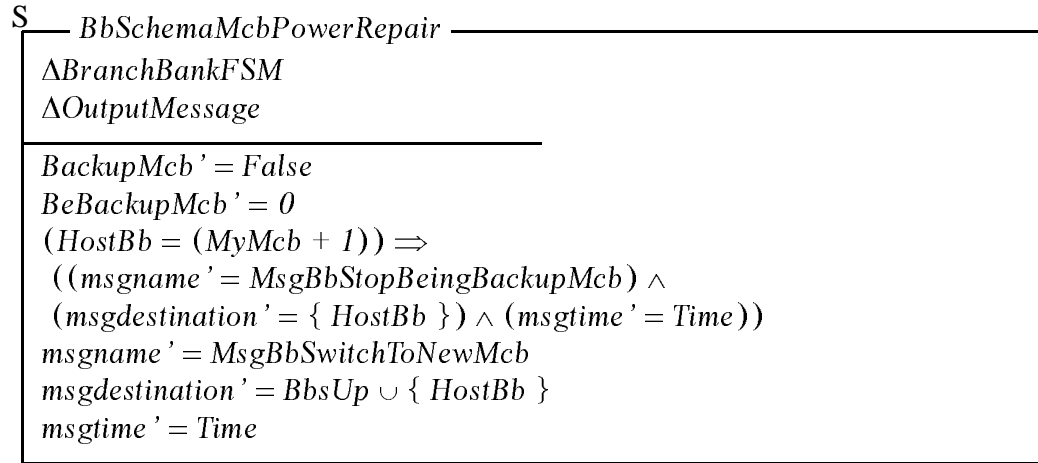 S
BbSchemaMcbPowerRepair
ΔBranchBankFSM
ΔOutputMessage
BackupMcb ’ = False
BeBackupMcb ’ = 0
(HostBb = (MyMcb + 1)) ⇒
((msgname ’ = MsgBbStopBeingBackupMcb) ∧
(msgdestination ’ = { HostBb }) ∧ (msgtime ’ = Time))
msgname ’ = MsgBbSwitchToNewMcb
msgdestination ’ = BbsUp ∪ { HostBb }
msgtime ’ = Time